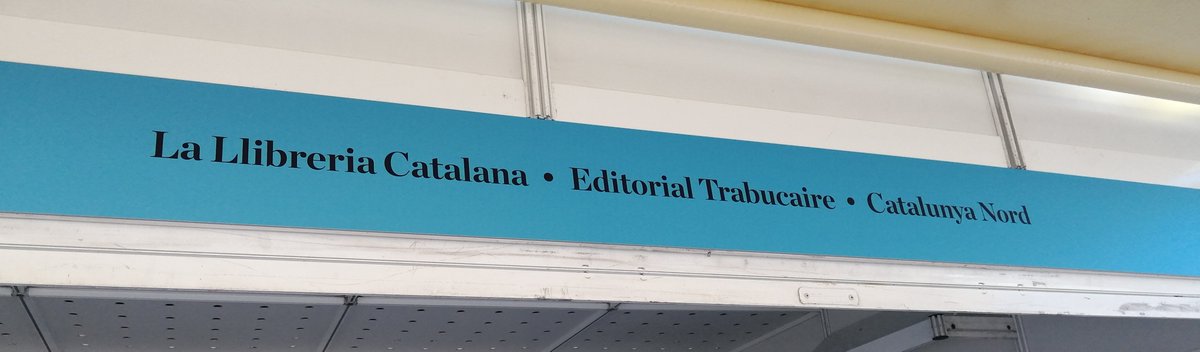 La Llibreria Catalana • Editorial Trabucaire • Catalunya Nord